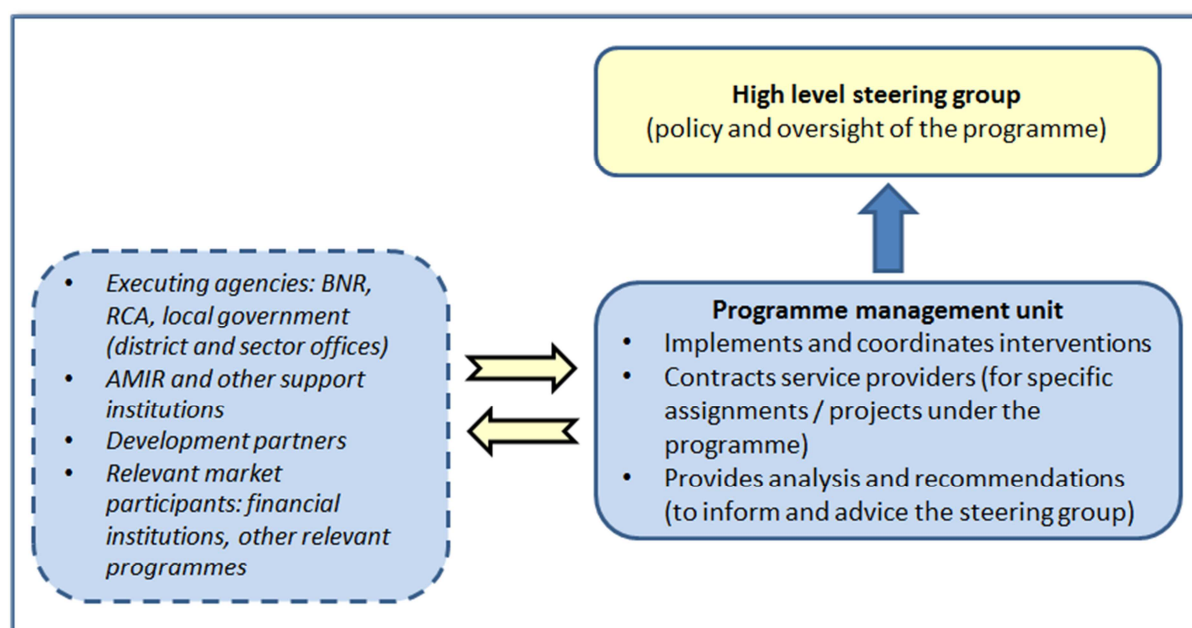 High level steering group
(policy and oversight of the programme)
• Executing agencies: BNR,
RCA, local government
(district and sector offices)
• AMIR and other support
institutions
• Development partners
• Relevant market
participants: financial
institutions, other relevant
programmes
Programme management unit
• Implements and coordinates interventions
• Contracts service providers (for specific
assignments / projects under the
programme)
• Provides analysis and recommendations
(to inform and advice the steering group)